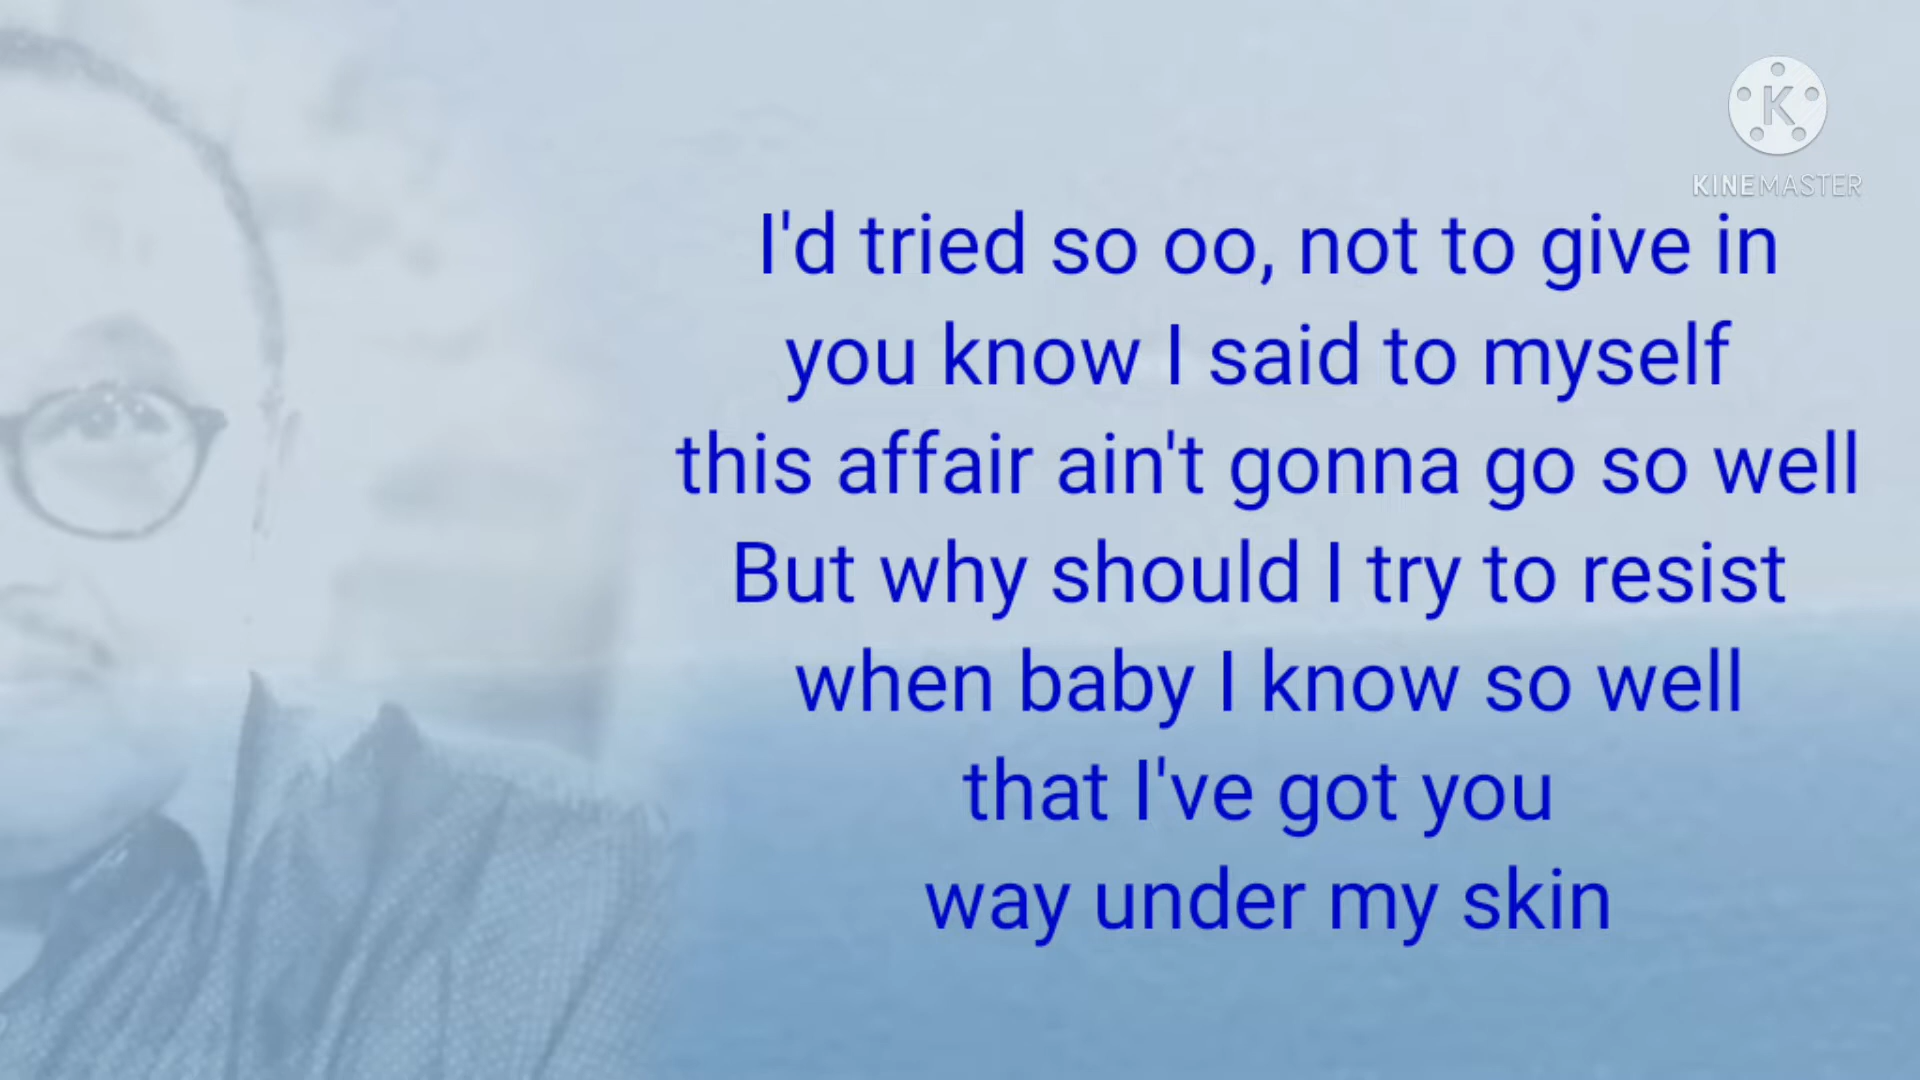 K
KINEMASTER
I'd tried so oo, not to give in
you know I said to myself
this affair ain't gonna go so well
But why should I try to resist
when baby I know so well
that I've got you
way under my skin